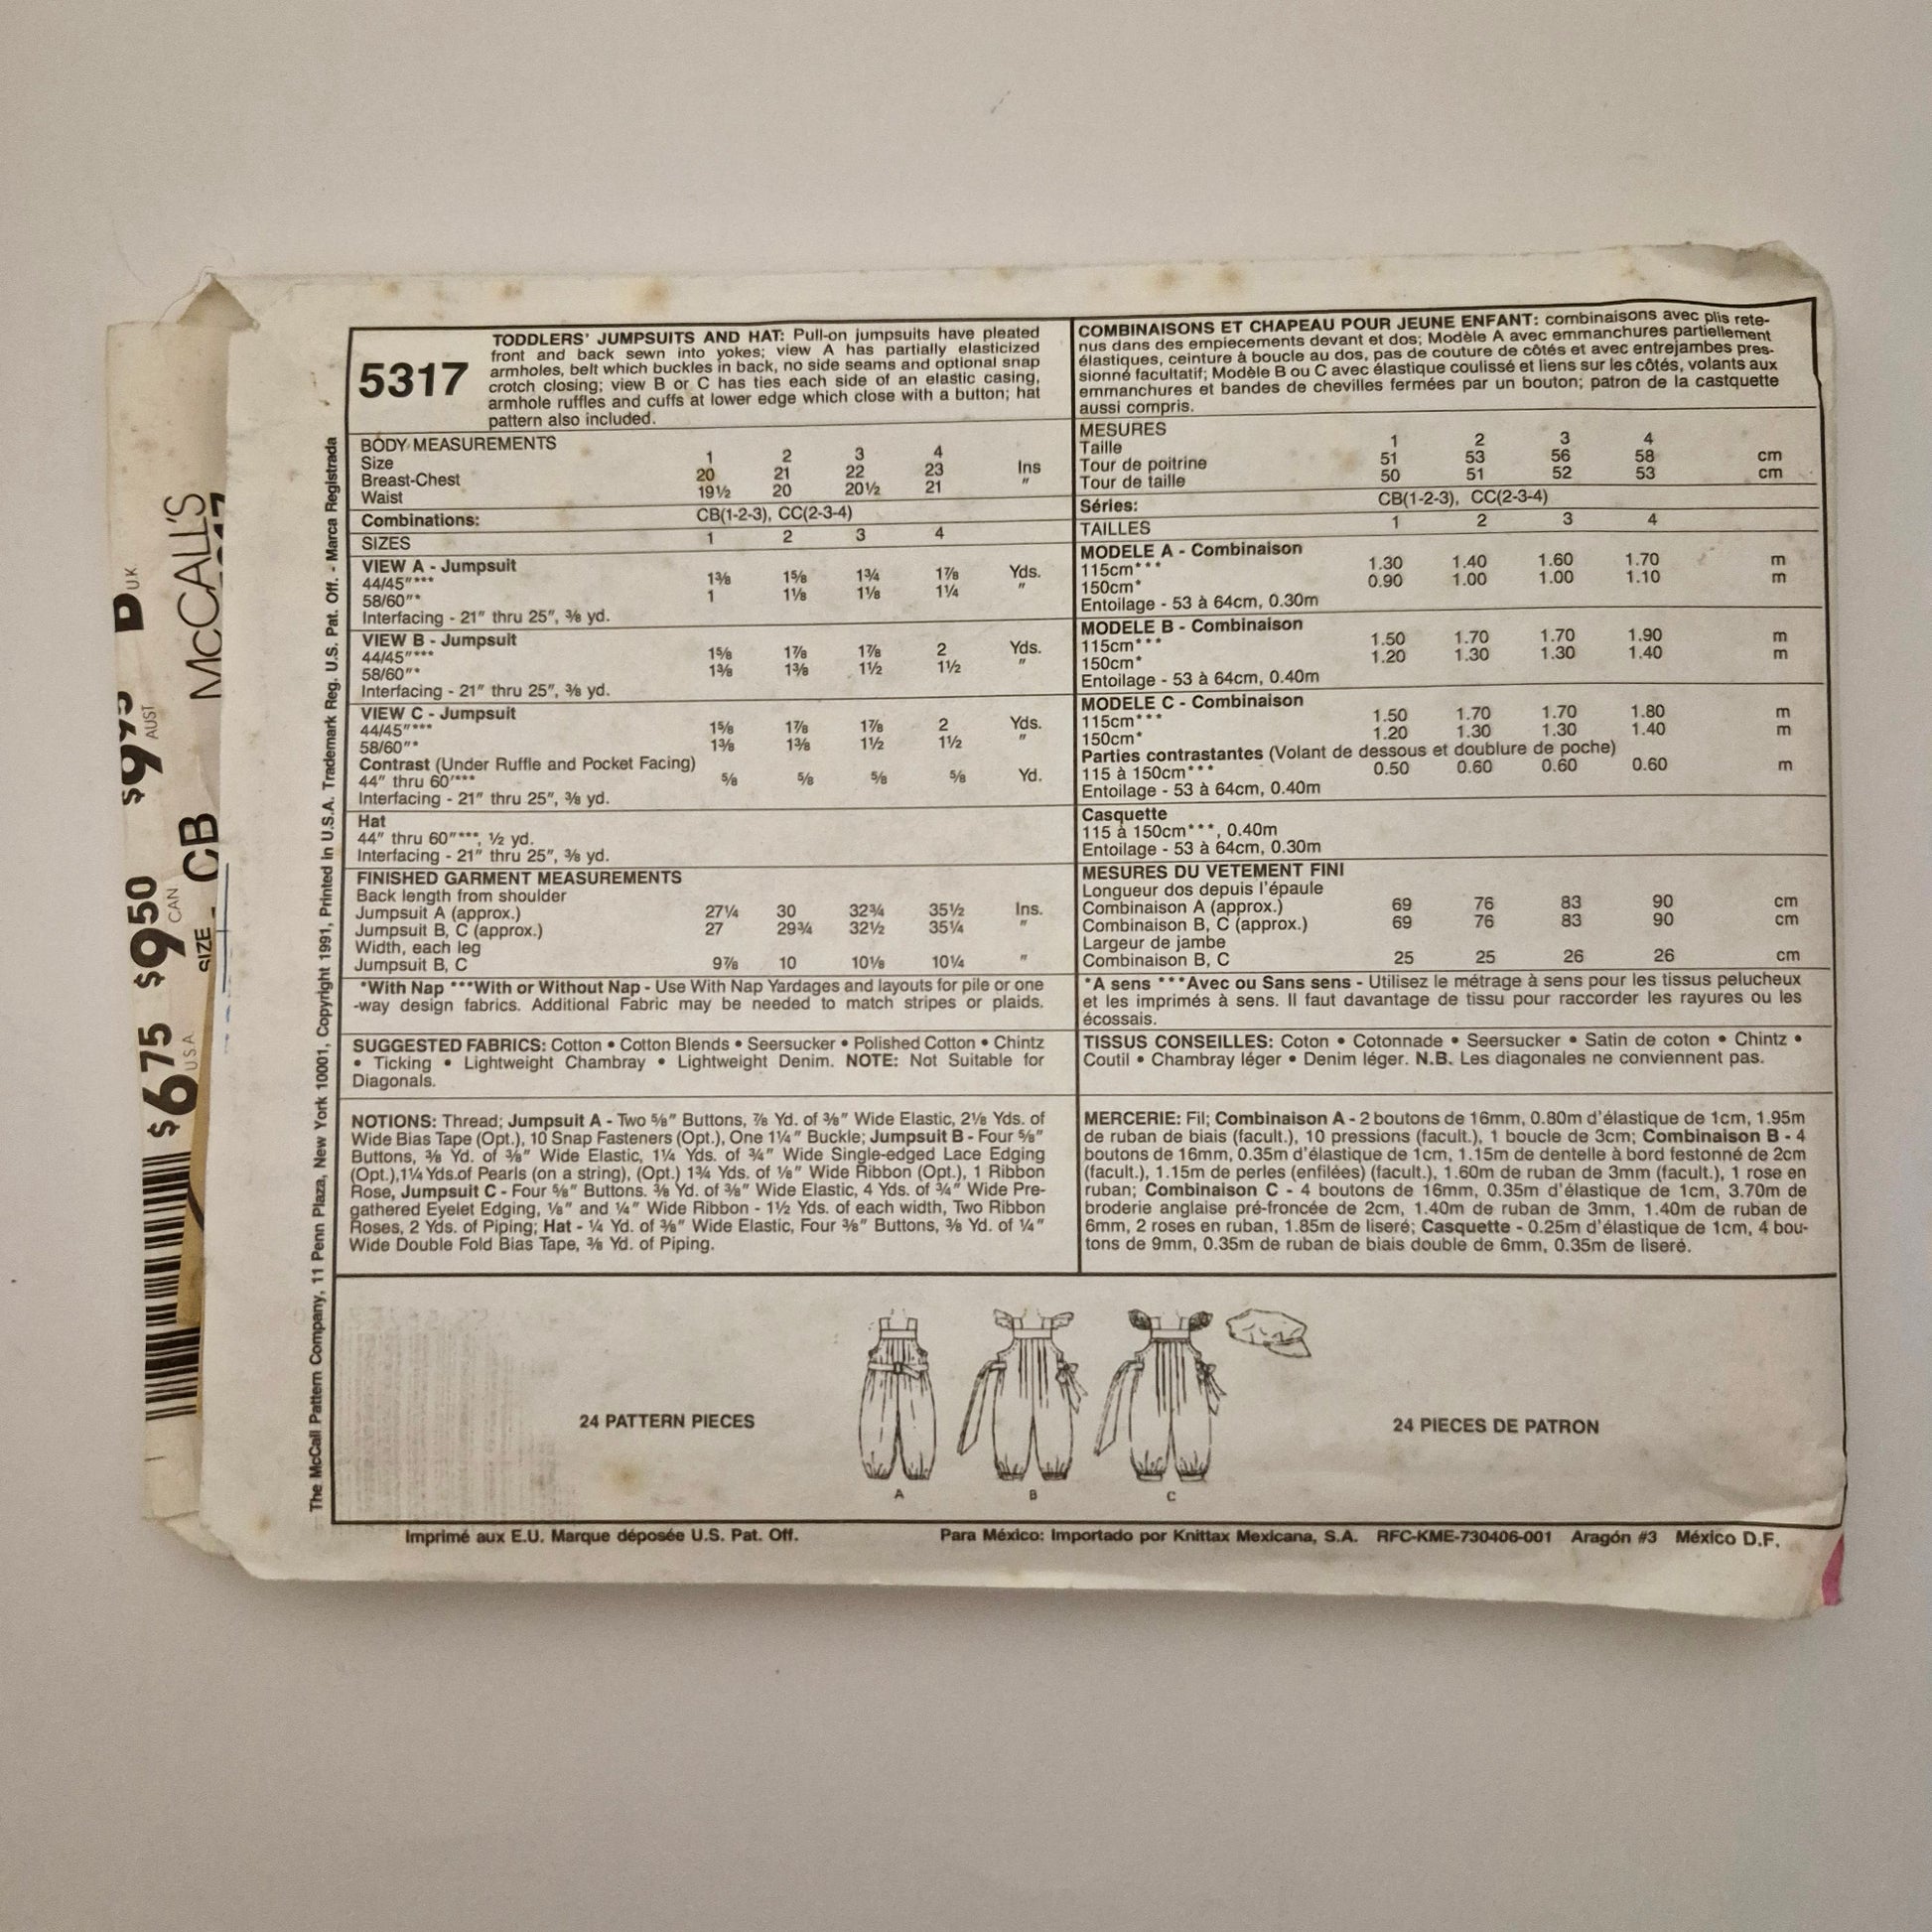 5317
TODDLERS' JUMPSUITS AND HAT: Pull-on jumpsuits have pleated
front and back sewn into yokes; view A has partially elasticized
armholes, belt which buckles in back, no side seams and optional snap
crotch closing; view B or C has ties each side of an elastic casing,
armhole ruffles and cuffs at lower edge which close with a button; hat
pattern also included.
BODY MEASUREMENTS
Size 1 2 3 4
Breast-Chest 20 21 22 23 Ins
Waist 19½ 20 20½ 21 "
Combinations: CB(1-2-3), CC(2-3-4)
SIZES 1 2 3 4
VIEW A - Jumpsuit
44/45"*** 1⅜ 1⅝ 1¾ 1⅞ Yds.
58/60"* 1 1⅛ 1⅛ 1¼ "
Interfacing - 21" thru 25", ⅜ yd.
VIEW B - Jumpsuit
44/45"*** 1⅝ 1⅞ 1⅞ 2 Yds.
58/60"* 1⅜ 1⅜ 1½ 1½ "
Interfacing - 21" thru 25", ⅜ yd.
VIEW C - Jumpsuit
44/45"*** 1⅝ 1⅞ 1⅞ 2 Yds.
58/60"* 1⅜ 1⅜ 1½ 1½ "
Contrast (Under Ruffle and Pocket Facing)
44" thru 60'*** ⅝ ⅝ ⅝ ⅝ Yd.
Interfacing - 21" thru 25", ⅜ yd.
Hat
44" thru 60"***, ½ yd.
Interfacing - 21" thru 25", ⅜ yd.
FINISHED GARMENT MEASUREMENTS
Back length from shoulder
Jumpsuit A (approx.) 27¼ 30 32¾ 35½ Ins.
Jumpsuit B, C (approx.) 27 29¾ 32½ 35¼ "
Width, each leg
Jumpsuit B, C 9⅞ 10 10⅛ 10¼ "
*With Nap ***With or Without Nap - Use With Nap Yardages and layouts for pile or one
-way design fabrics. Additional Fabric may be needed to match stripes or plaids.
SUGGESTED FABRICS: Cotton • Cotton Blends • Seersucker • Polished Cotton • Chintz
• Ticking • Lightweight Chambray • Lightweight Denim. NOTE: Not Suitable for
Diagonals.
NOTIONS: Thread; Jumpsuit A - Two ⅝" Buttons, ⅞ Yd. of ⅜" Wide Elastic, 2⅛ Yds. of
Wide Bias Tape (Opt.), 10 Snap Fasteners (Opt.), One 1¼" Buckle; Jumpsuit B - Four ⅝"
Buttons, ⅜ Yd. of ⅜" Wide Elastic, 1¼ Yds. of ¾" Wide Single-edged Lace Edging
(Opt.),1¼ Yds.of Pearls (on a string), (Opt.) 1¾ Yds. of ⅛" Wide Ribbon (Opt.), 1 Ribbon
Rose, Jumpsuit C - Four ⅝" Buttons. ⅜ Yd. of ⅜" Wide Elastic, 4 Yds. of ¾" Wide Pre-
gathered Eyelet Edging, ⅛" and ¼" Wide Ribbon - 1½ Yds. of each width, Two Ribbon
Roses, 2 Yds. of Piping; Hat - ¼ Yd. of ⅜" Wide Elastic, Four ⅜" Buttons, ⅜ Yd. of ¼"
Wide Double Fold Bias Tape, ⅜ Yd. of Piping.
COMBINAISONS ET CHAPEAU POUR JEUNE ENFANT: combinaisons avec plis rete-
nus dans des empiecements devant et dos; Modèle A avec emmanchures partiellement
élastiques, ceinture à boucle au dos, pas de couture de côtés et avec entrejambes pres-
sionné facultatif; Modèle B ou C avec élastique coulissé et liens sur les côtés, volants aux
emmanchures et bandes de chevilles fermées par un bouton; patron de la castquette
aussi compris.
MESURES
Taille 1 2 3 4
Tour de poitrine 51 53 56 58 cm
Tour de taille 50 51 52 53 cm
Séries: CB(1-2-3), CC(2-3-4)
TAILLES 1 2 3 4
MODELE A - Combinaison
115cm*** 1.30 1.40 1.60 1.70 m
150cm* 0.90 1.00 1.00 1.10 m
Entoilage - 53 à 64cm, 0.30m
MODELE B - Combinaison
115cm*** 1.50 1.70 1.70 1.90 m
150cm* 1.20 1.30 1.30 1.40 m
Entoilage - 53 à 64cm, 0.40m
MODELE C - Combinaison
115cm*** 1.50 1.70 1.70 1.80 m
150cm* 1.20 1.30 1.30 1.40 m
Parties contrastantes (Volant de dessous et doublure de poche)
115 à 150cm*** 0.50 0.60 0.60 0.60 m
Entoilage - 53 à 64cm, 0.40m
Casquette
115 à 150cm***, 0.40m
Entoilage - 53 à 64cm, 0.30m
MESURES DU VETEMENT FINI
Longueur dos depuis l'épaule
Combinaison A (approx.) 69 76 83 90 cm
Combinaison B, C (approx.) 69 76 83 90 cm
Largeur de jambe
Combinaison B, C 25 25 26 26 cm
*A sens ***Avec ou Sans sens - Utilisez le métrage à sens pour les tissus pelucheux
et les imprimés à sens. Il faut davantage de tissu pour raccorder les rayures ou les
écossais.
TISSUS CONSEILLES: Coton • Cotonnade • Seersucker • Satin de coton • Chintz •
Coutil • Chambray léger • Denim léger. N.B. Les diagonales ne conviennent pas.
MERCERIE: Fil; Combinaison A - 2 boutons de 16mm, 0.80m d'élastique de 1cm, 1.95m
de ruban de biais (facult.), 10 pressions (facult.), 1 boucle de 3cm; Combinaison B - 4
boutons de 16mm, 0.35m d'élastique de 1cm, 1.15m de dentelle à bord festonné de 2cm
(facult.), 1.15m de perles (enfilées) (facult.), 1.60m de ruban de 3mm (facult.), 1 rose en
ruban; Combinaison C - 4 boutons de 16mm, 0.35m d'élastique de 1cm, 3.70m de
broderie anglaise pré-froncée de 2cm, 1.40m de ruban de 3mm, 1.40m de ruban de
6mm, 2 roses en ruban, 1.85m de liseré; Casquette - 0.25m d'élastique de 1cm, 4 bou-
tons de 9mm, 0.35m de ruban de biais double de 6mm, 0.35m de liseré.
24 PATTERN PIECES
A
B
C
24 PIECES DE PATRON
Imprimé aux E.U. Marque déposée U.S. Pat. Off.
Para México: Importado por Knittax Mexicana, S.A. RFC-KME-730406-001 Aragón #3 México D.F.
The McCall Pattern Company, 11 Penn Plaza, New York 10001, Copyright 1991, Printed In U.S.A. Trademark Reg. U.S. Pat. Off. - Marca Registrada
$675 USA
$950 CAN
AUST
UK
SIZE CB
McCALL'S